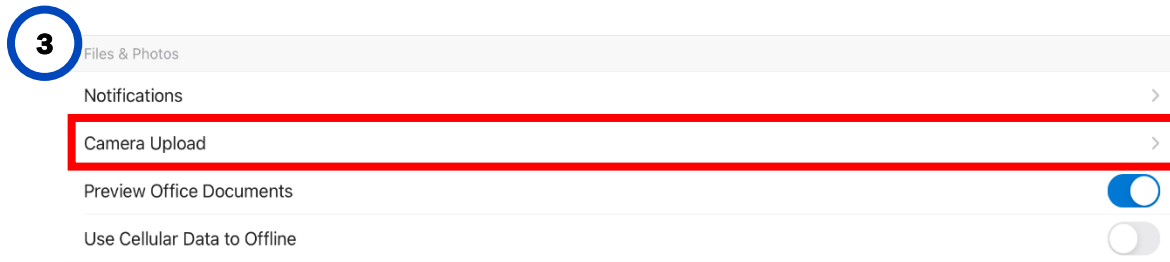 3
Files & Photos
Notifications
Camera Upload
Preview Office Documents
Use Cellular Data to Offline